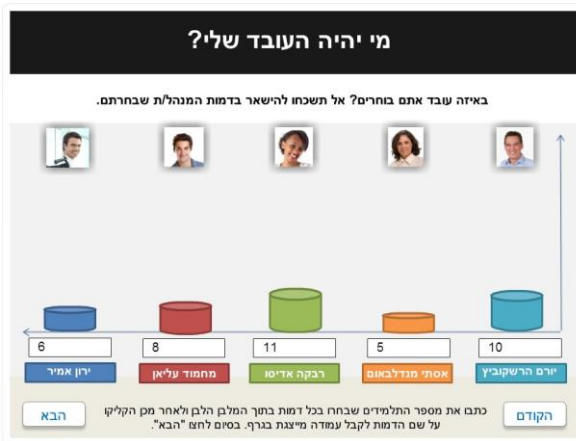 מי יהיה העובד שלי?
באיזה עובד אתם בוחרים? אל תשכחו להישאר בדמות המנהל/ת שבחרתם.
10
5
11
8
6
יורם הרשקוביץ
אסתי מנדלבאום
רבקה אדיסו
מחמוד עליאן
ירון אמיר
הקודם
כתבו את מספר התלמידים שבחרו בכל דמות בתוך המלבן הלבן ולאחר מכן הקליקו
על שם הדמות לקבל עמודה מייצגת בגרף. בסיום לחצו "הבא".
הבא